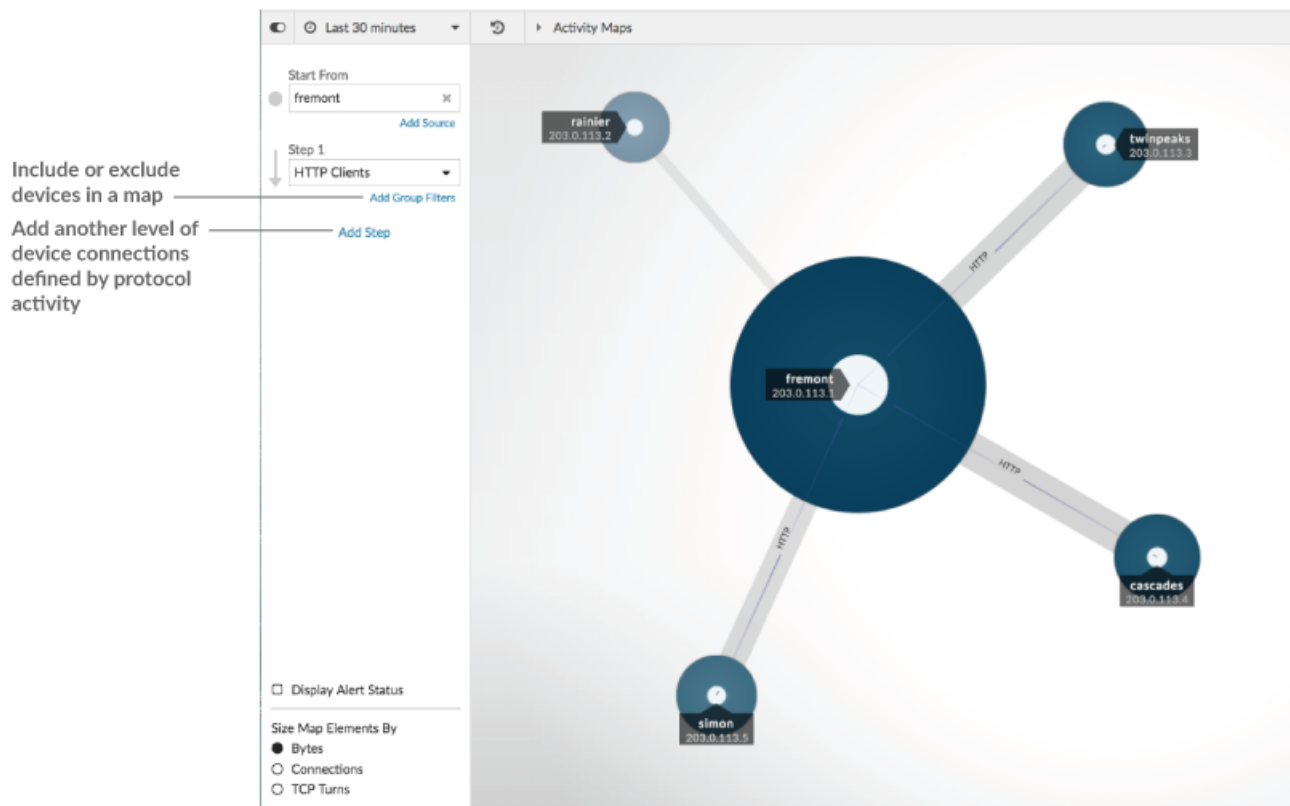 Last 30 minutes
Activity Maps
Start From
fremont
Add Source
Step 1
HTTP Clients
Add Group Filters
Add Step
Include or exclude
devices in a map
Add another level of
device connections
defined by protocol
activity
rainier
203.0.113.2
twinpeaks
203.0.113.3
HTTP
fremont
203.0.113.1
HTTP
cascades
203.0.113.4
HTTP
simon
203.0.113.5
Display Alert Status
Size Map Elements By
Bytes
Connections
TCP Turns